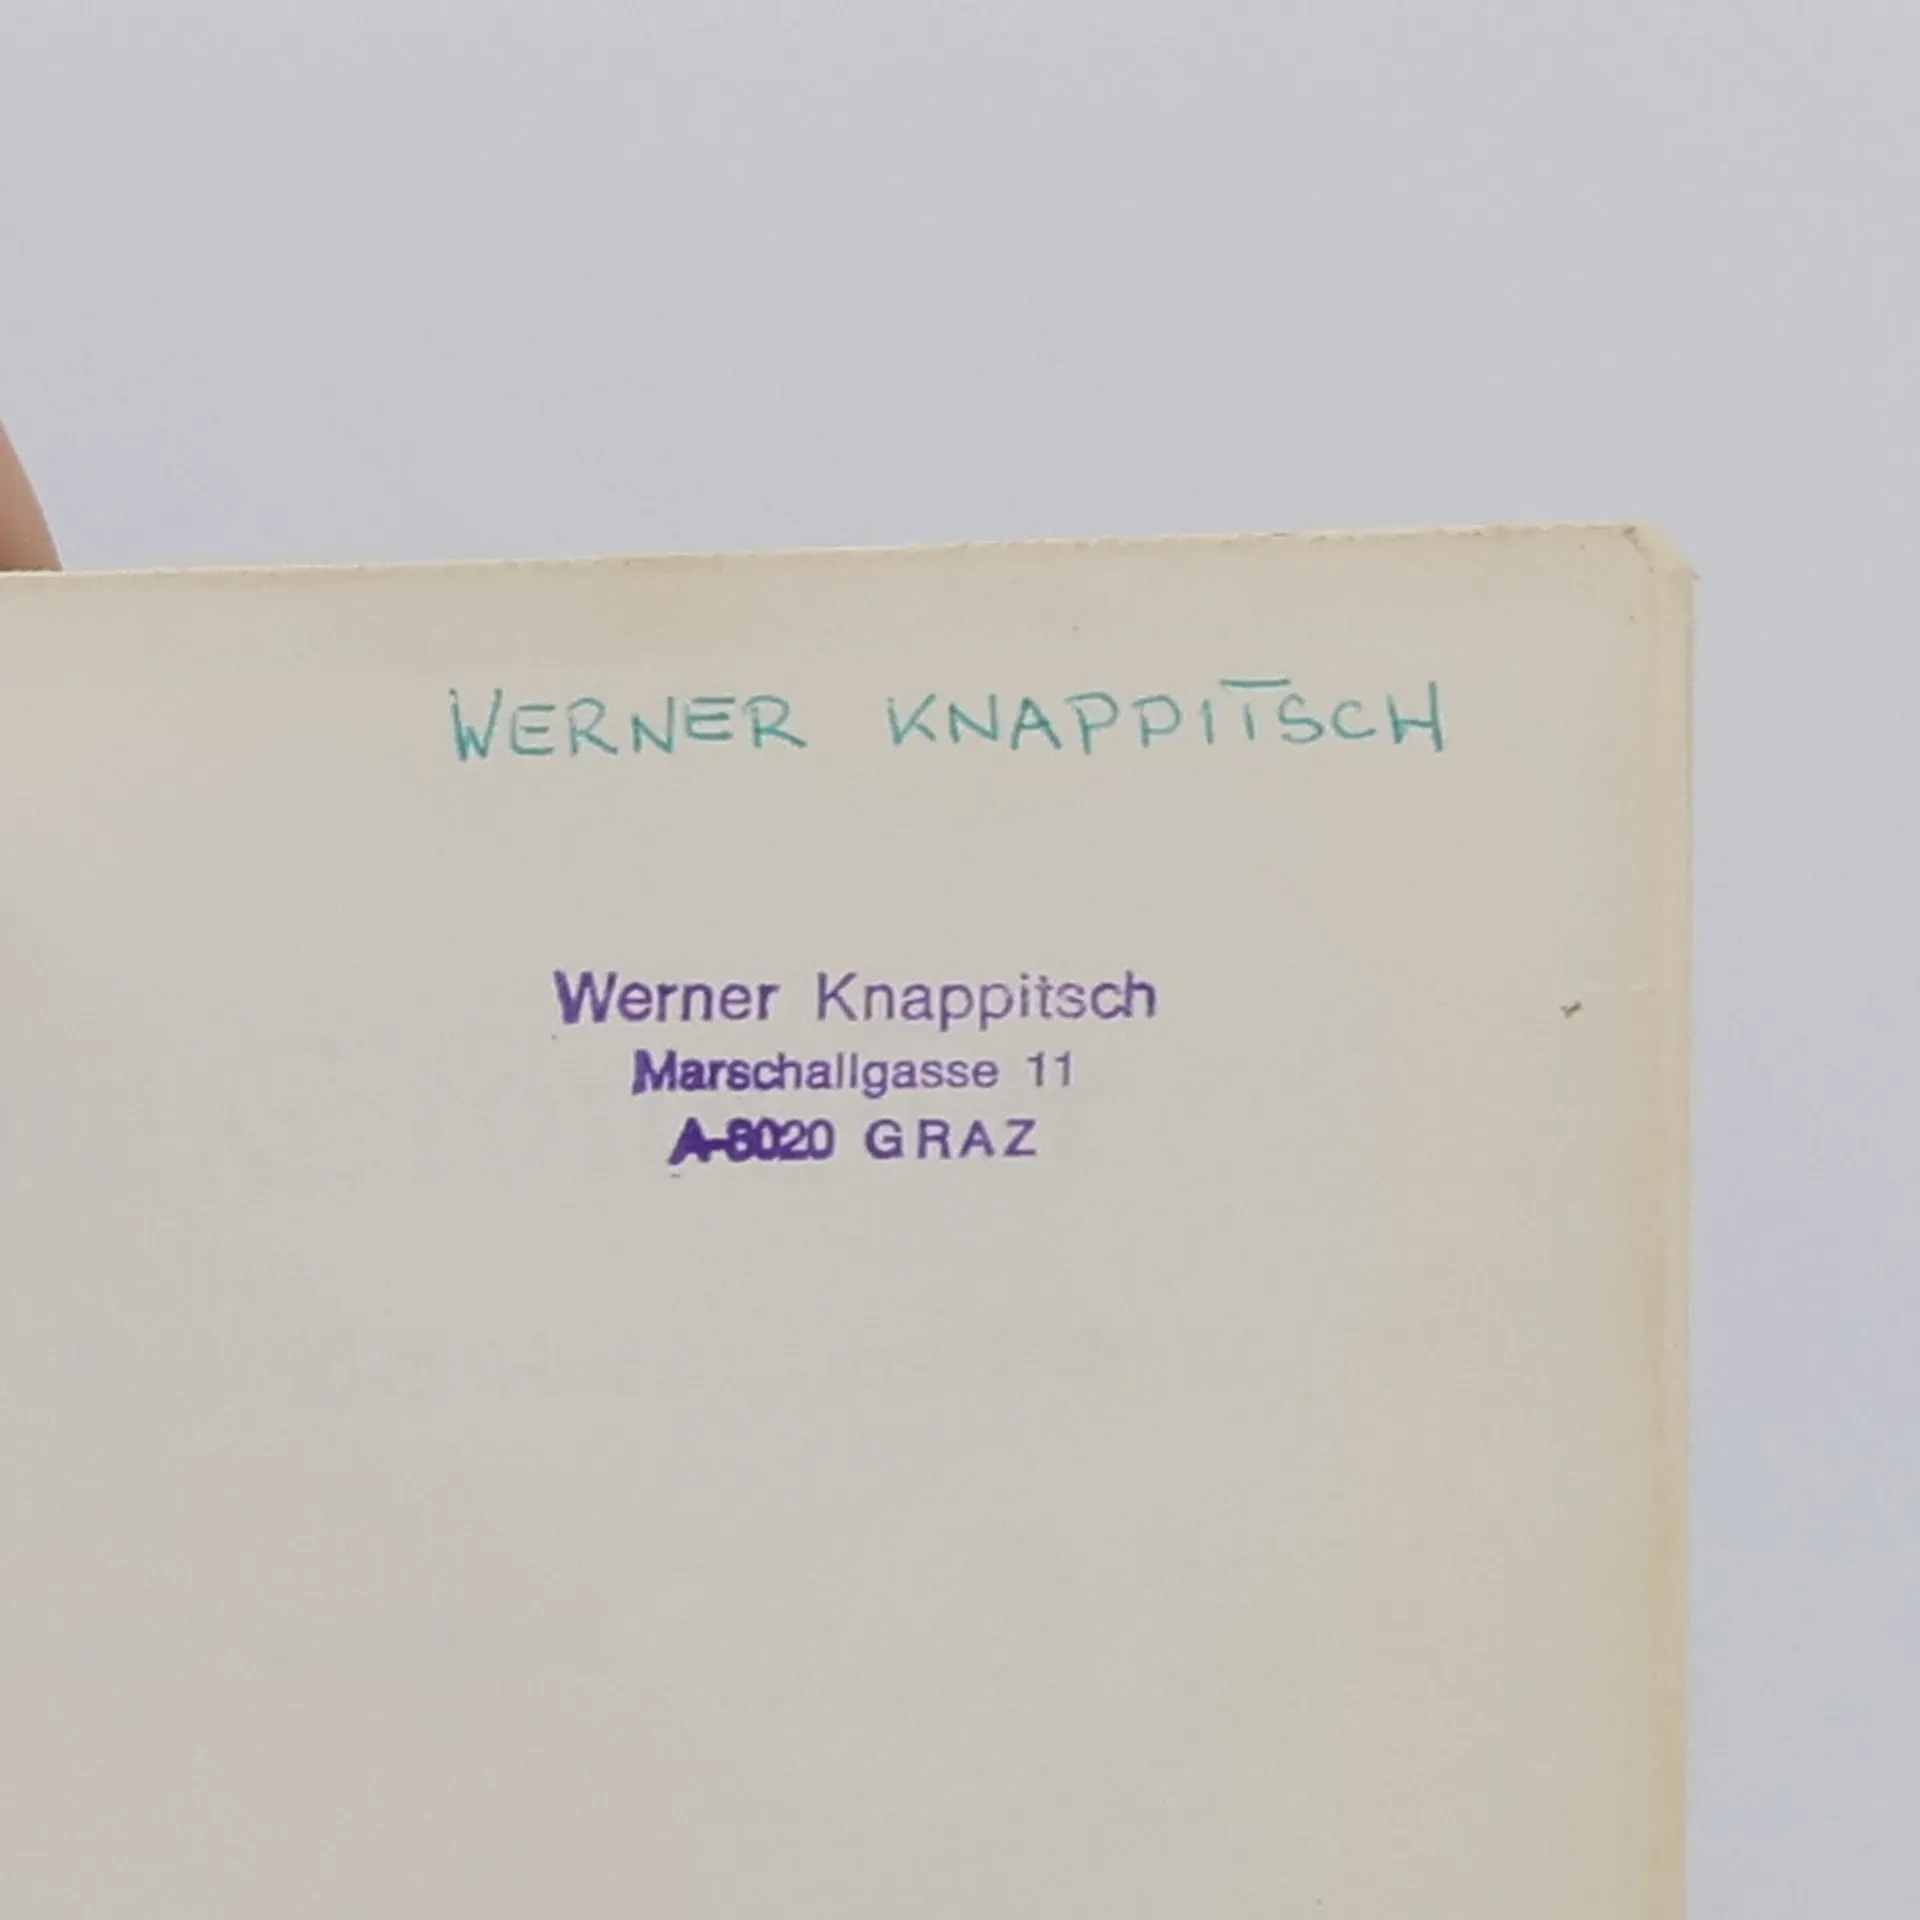 WERNER KNAPPITSCH
Werner Knappitsch
Marschallgasse 11
A-8020 GRAZ